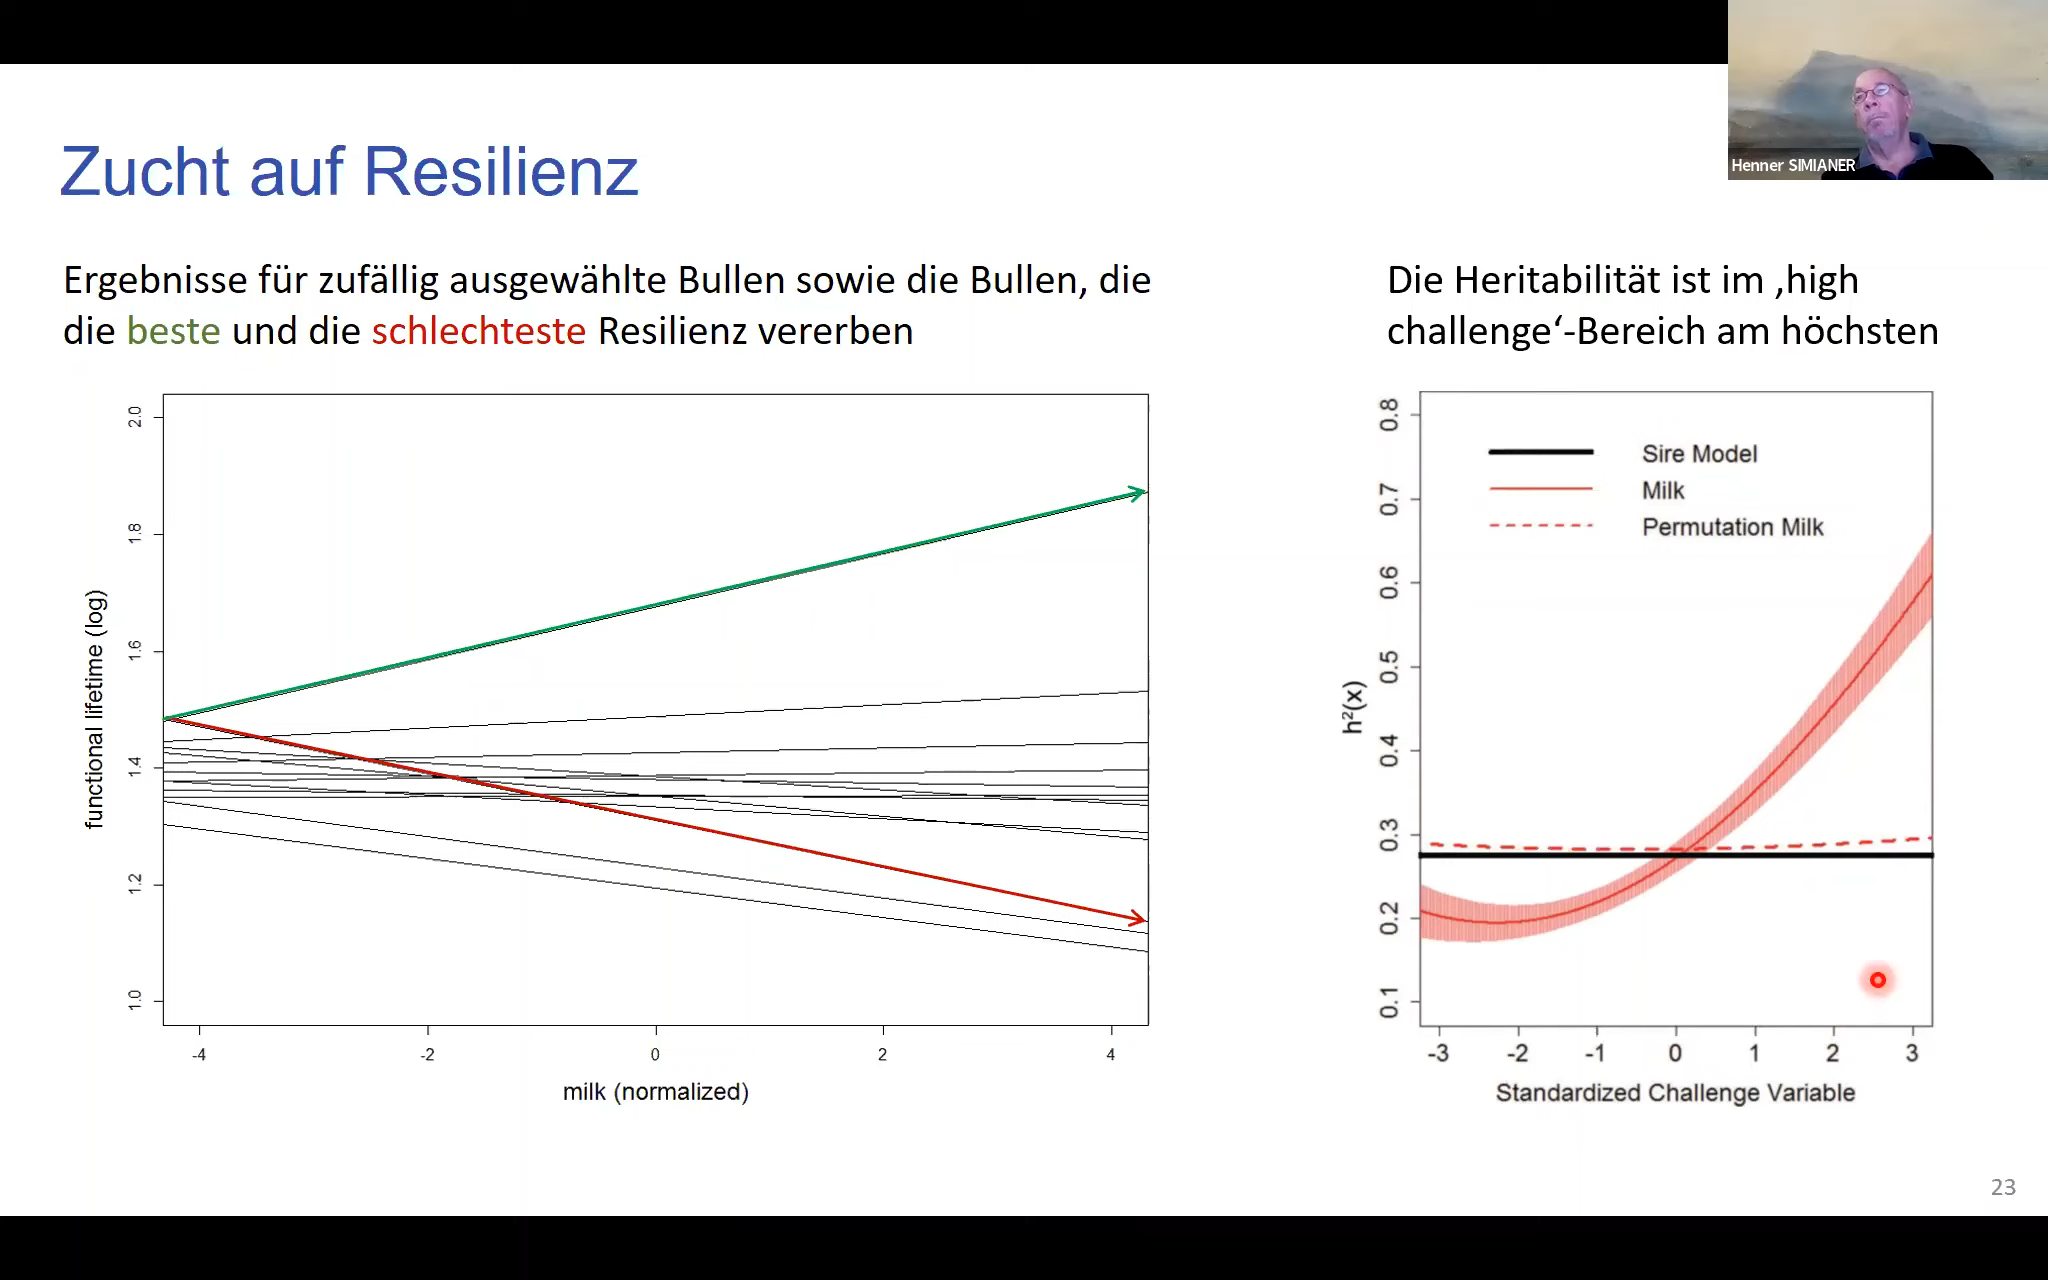 Henner SIMIANER
Zucht auf Resilienz
Ergebnisse für zufällig ausgewählte Bullen sowie die Bullen, die
die beste und die schlechteste Resilienz vererben
Die Heritabilität ist im ‚high
challenge‘-Bereich am höchsten
functional lifetime (log)
2.0
1.8
1.6
1.4
1.2
1.0
-4
-2
0
2
4
milk (normalized)
h²(x)
0.8
0.7
0.6
0.5
0.4
0.3
0.2
0.1
Sire Model
Milk
Permutation Milk
-3
-2
-1
0
1
2
3
Standardized Challenge Variable
23